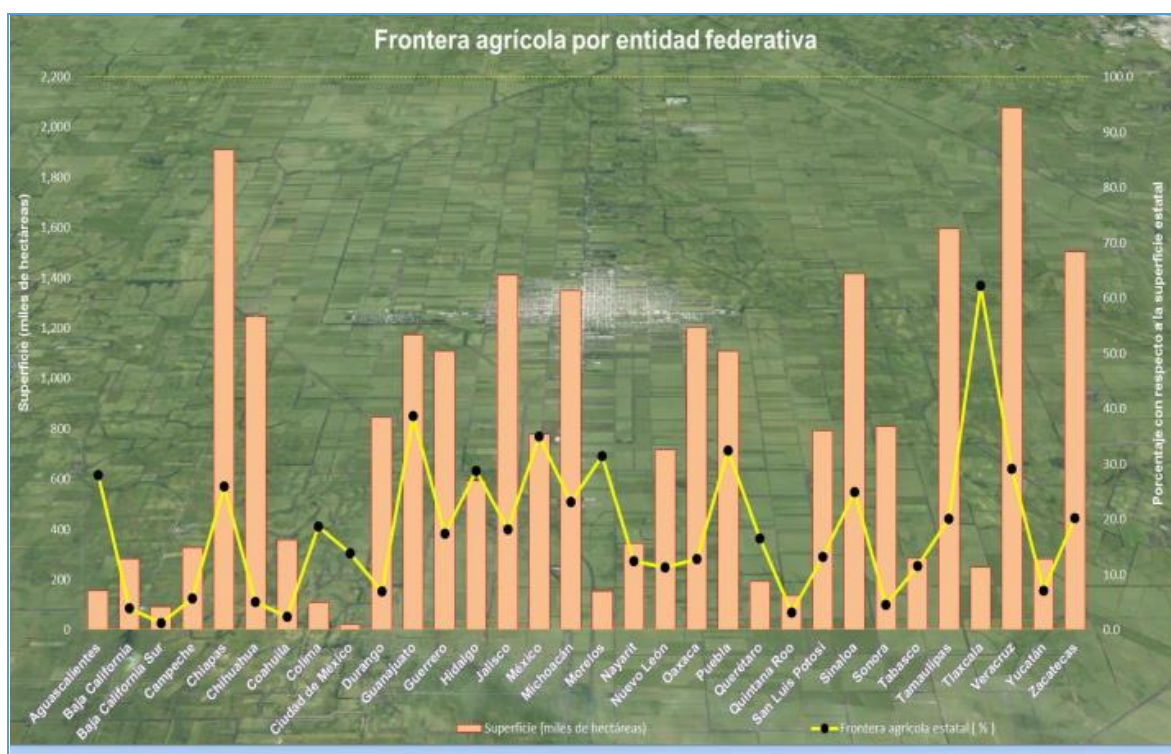 Frontera agrícola por entidad federativa
Superficie (miles de hectáreas)
2,200
2,000
1,800
1,600
1,400
1,200
1,000
800
600
400
200
0
100.0
90.0
80.0
70.0
60.0
50.0
40.0
30.0
20.0
10.0
0.0
Porcentaje con respecto a la superficie estatal
Aguascalientes
Baja California
Baja California Sur
Campeche
Chiapas
Chihuahua
Coahuila
Colima
Ciudad de México
Durango
Guanajuato
Guerrero
Hidalgo
Jalisco
México
Michoacán
Morelos
Nayarit
Nuevo León
Oaxaca
Puebla
Querétaro
Quintana Roo
San Luis Potosí
Sinaloa
Sonora
Tabasco
Tamaulipas
Tlaxcala
Veracruz
Yucatán
Zacatecas
Superficie (miles de hectáreas)
Frontera agrícola estatal ( % )